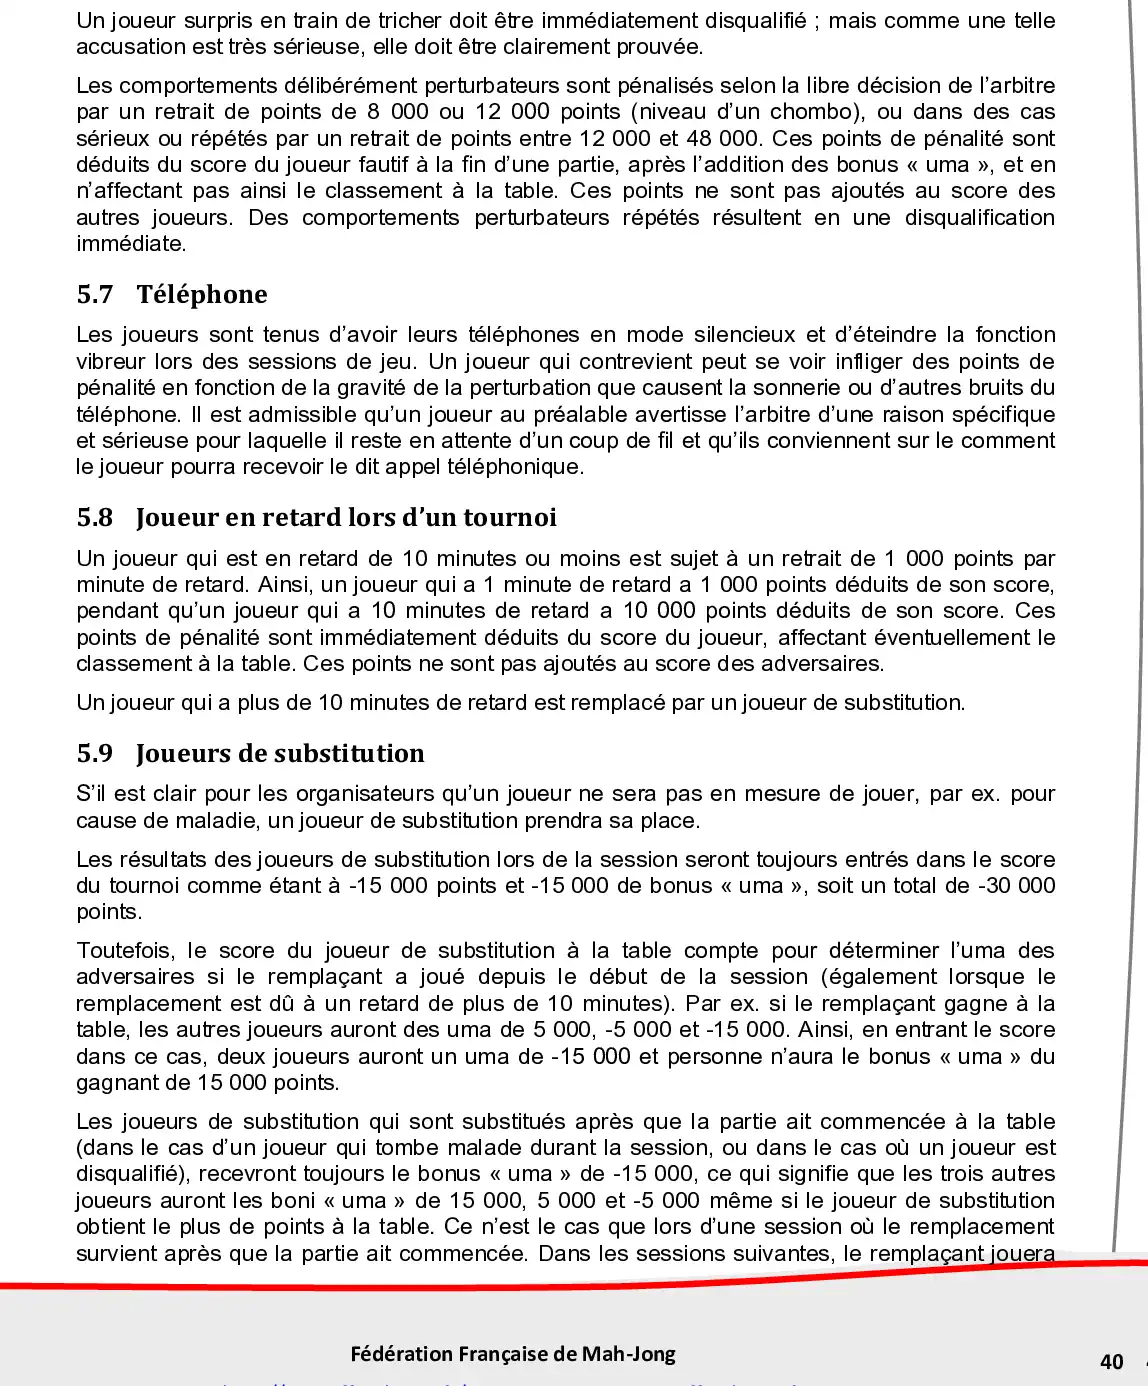 Un joueur surpris en train de tricher doit être immédiatement disqualifié ; mais comme une telle
accusation est très sérieuse, elle doit être clairement prouvée.
Les comportements délibérément perturbateurs sont pénalisés selon la libre décision de l’arbitre
par un retrait de points de 8 000 ou 12 000 points (niveau d’un chombo), ou dans des cas
sérieux ou répétés par un retrait de points entre 12 000 et 48 000. Ces points de pénalité sont
déduits du score du joueur fautif à la fin d’une partie, après l’addition des bonus « uma », et en
n’affectant pas ainsi le classement à la table. Ces points ne sont pas ajoutés au score des
autres joueurs. Des comportements perturbateurs répétés résultent en une disqualification
immédiate.
5.7 Téléphone
Les joueurs sont tenus d’avoir leurs téléphones en mode silencieux et d’éteindre la fonction
vibreur lors des sessions de jeu. Un joueur qui contrevient peut se voir infliger des points de
pénalité en fonction de la gravité de la perturbation que causent la sonnerie ou d’autres bruits du
téléphone. Il est admissible qu’un joueur au préalable avertisse l’arbitre d’une raison spécifique
et sérieuse pour laquelle il reste en attente d’un coup de fil et qu’ils conviennent sur le comment
le joueur pourra recevoir le dit appel téléphonique.
5.8 Joueur en retard lors d’un tournoi
Un joueur qui est en retard de 10 minutes ou moins est sujet à un retrait de 1 000 points par
minute de retard. Ainsi, un joueur qui a 1 minute de retard a 1 000 points déduits de son score,
pendant qu’un joueur qui a 10 minutes de retard a 10 000 points déduits de son score. Ces
points de pénalité sont immédiatement déduits du score du joueur, affectant éventuellement le
classement à la table. Ces points ne sont pas ajoutés au score des adversaires.
Un joueur qui a plus de 10 minutes de retard est remplacé par un joueur de substitution.
5.9 Joueurs de substitution
S’il est clair pour les organisateurs qu’un joueur ne sera pas en mesure de jouer, par ex. pour
cause de maladie, un joueur de substitution prendra sa place.
Les résultats des joueurs de substitution lors de la session seront toujours entrés dans le score
du tournoi comme étant à -15 000 points et -15 000 de bonus « uma », soit un total de -30 000
points.
Toutefois, le score du joueur de substitution à la table compte pour déterminer l’uma des
adversaires si le remplaçant a joué depuis le début de la session (également lorsque le
remplacement est dû à un retard de plus de 10 minutes). Par ex. si le remplaçant gagne à la
table, les autres joueurs auront des uma de 5 000, -5 000 et -15 000. Ainsi, en entrant le score
dans ce cas, deux joueurs auront un uma de -15 000 et personne n’aura le bonus « uma » du
gagnant de 15 000 points.
Les joueurs de substitution qui sont substitués après que la partie ait commencée à la table
(dans le cas d’un joueur qui tombe malade durant la session, ou dans le cas où un joueur est
disqualifié), recevront toujours le bonus « uma » de -15 000, ce qui signifie que les trois autres
joueurs auront les boni « uma » de 15 000, 5 000 et -5 000 même si le joueur de substitution
obtient le plus de points à la table. Ce n’est le cas que lors d’une session où le remplacement
survient après que la partie ait commencée. Dans les sessions suivantes, le remplaçant jouera
Fédération Française de Mah-Jong
40